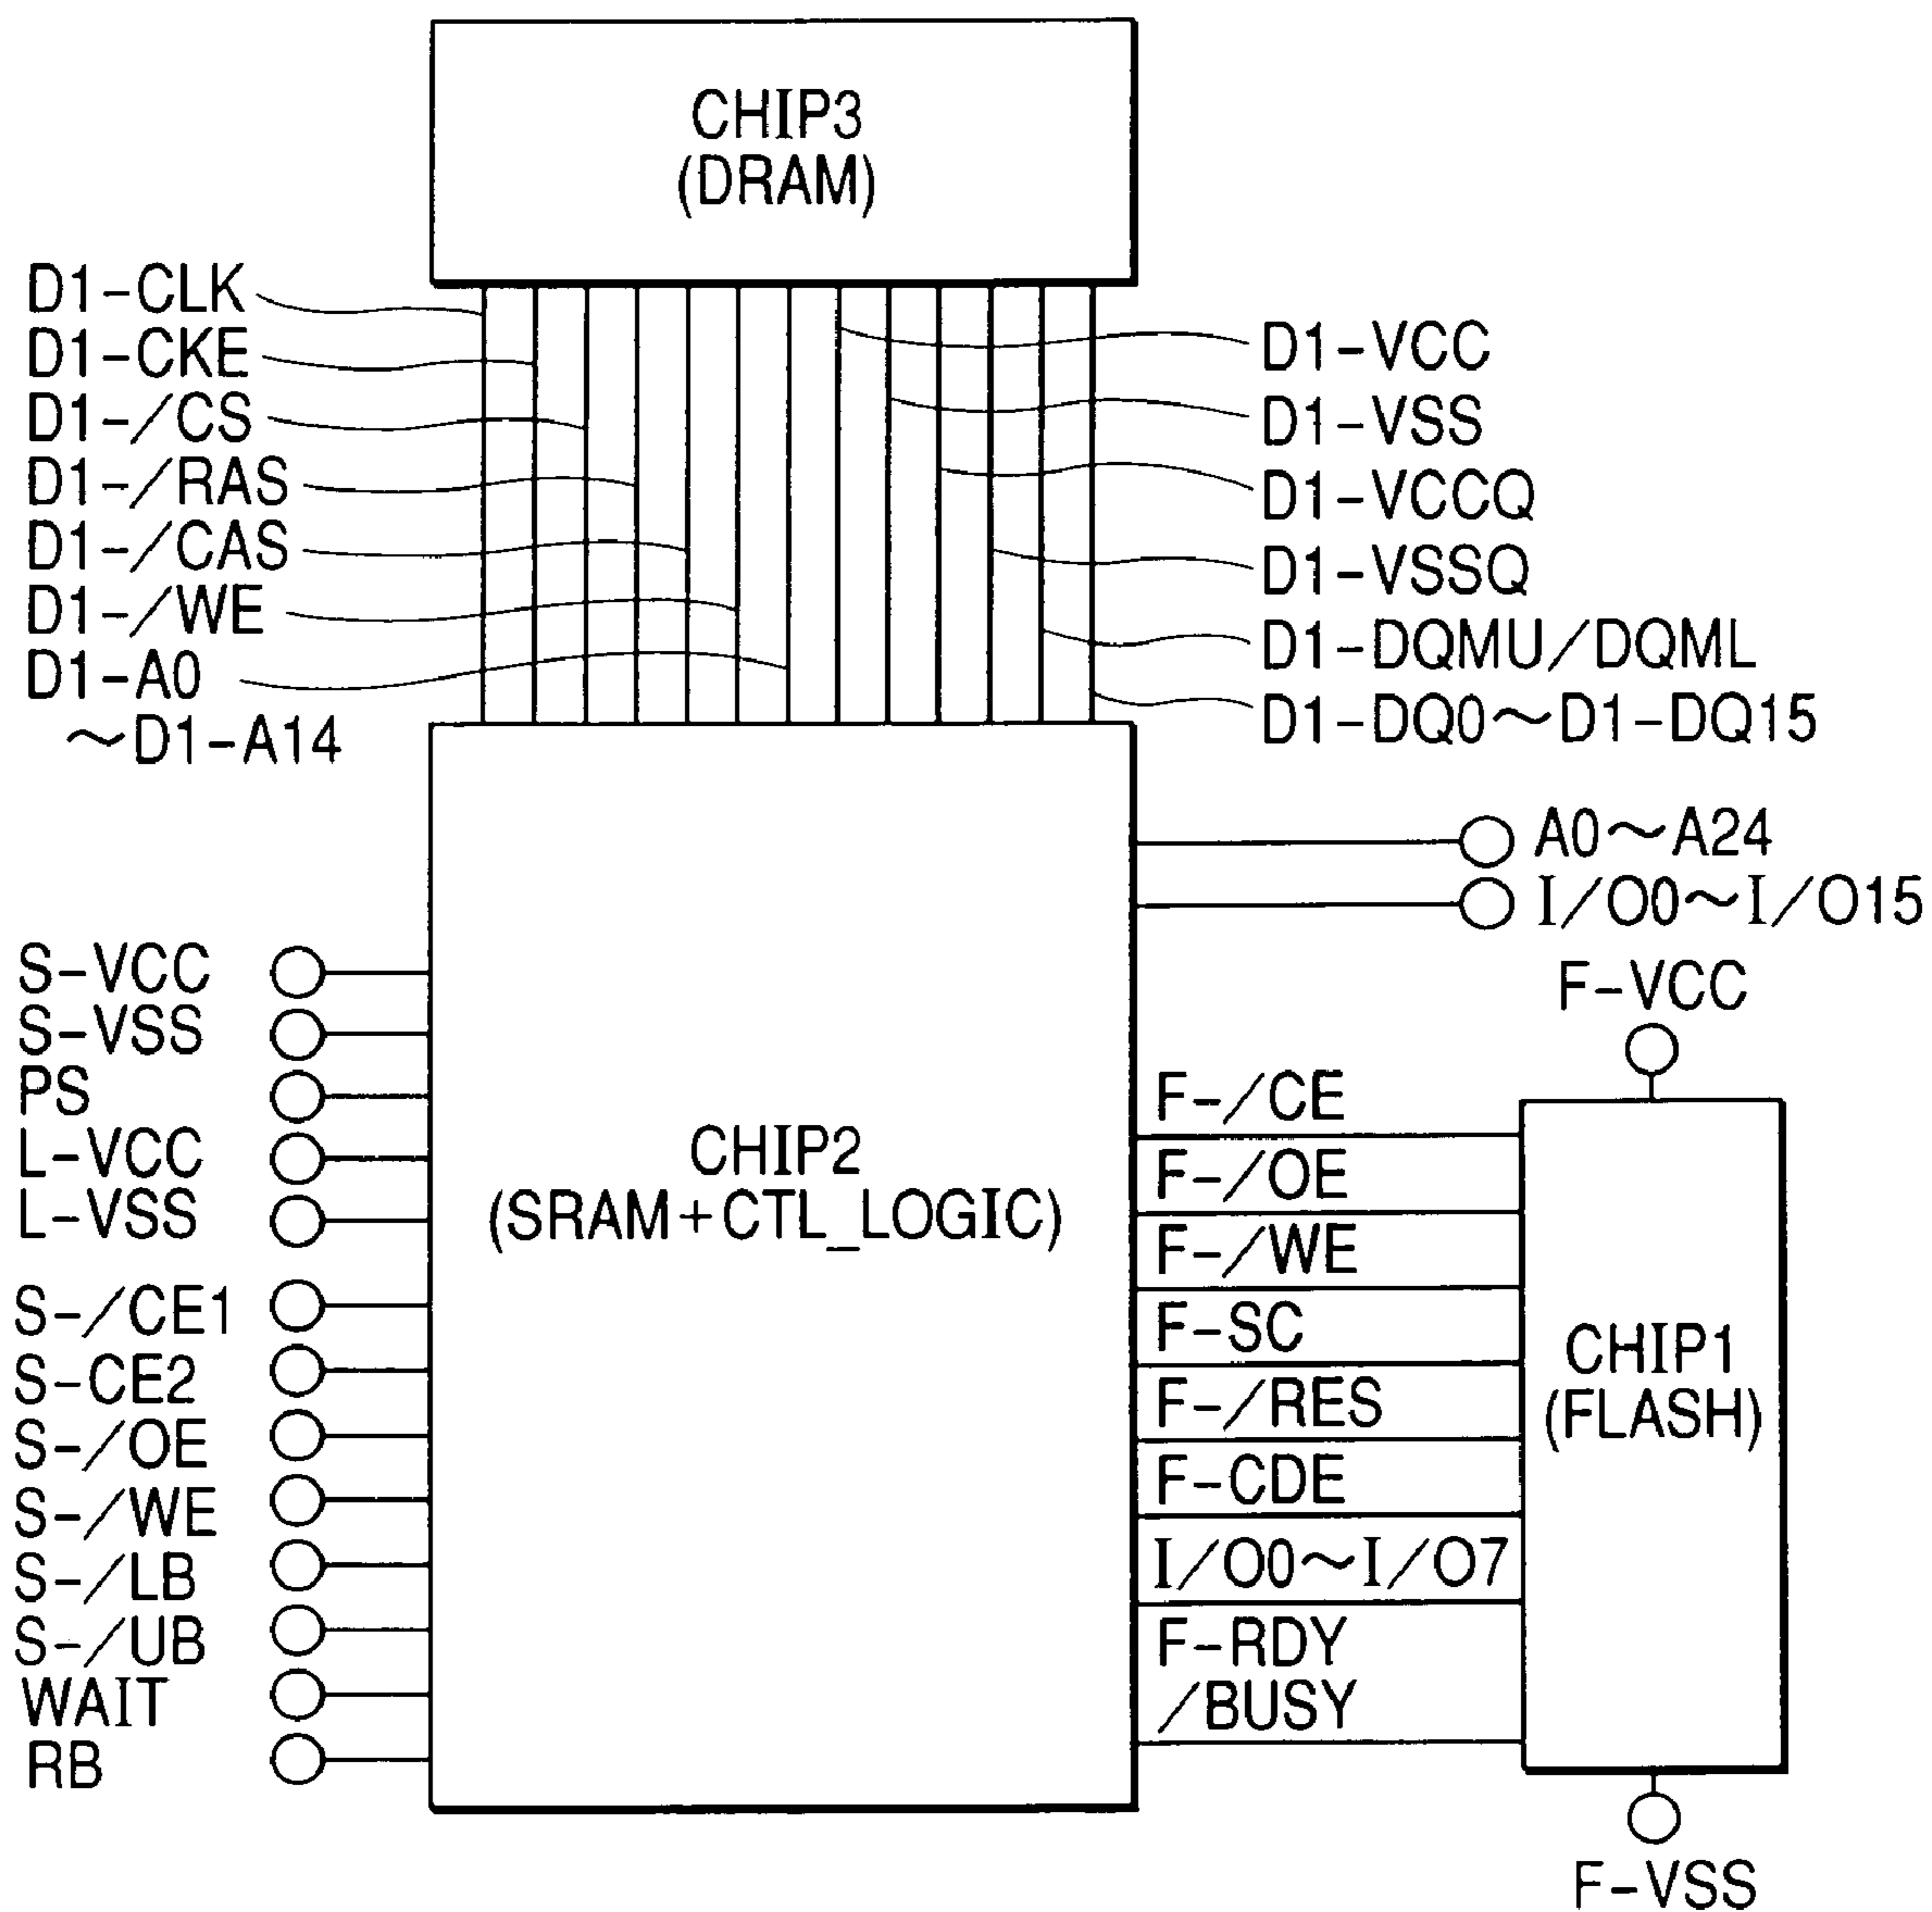 CHIP3
(DRAM)
D1-CLK
D1-CKE
D1-/CS
D1-/RAS
D1-/CAS
D1-/WE
D1-A0
～D1-A14
D1-VCC
D1-VSS
D1-VCCQ
D1-VSSQ
D1-DQMU/DQML
D1-DQ0～D1-DQ15
A0～A24
I/O0～I/O15
S-VCC
S-VSS
PS
L-VCC
L-VSS
S-/CE1
S-CE2
S-/OE
S-/WE
S-/LB
S-/UB
WAIT
RB
CHIP2
(SRAM+CTL_LOGIC)
F-/CE
F-/OE
F-/WE
F-SC
F-/RES
F-CDE
I/O0～I/O7
F-RDY
/BUSY
F-VCC
CHIP1
(FLASH)
F-VSS